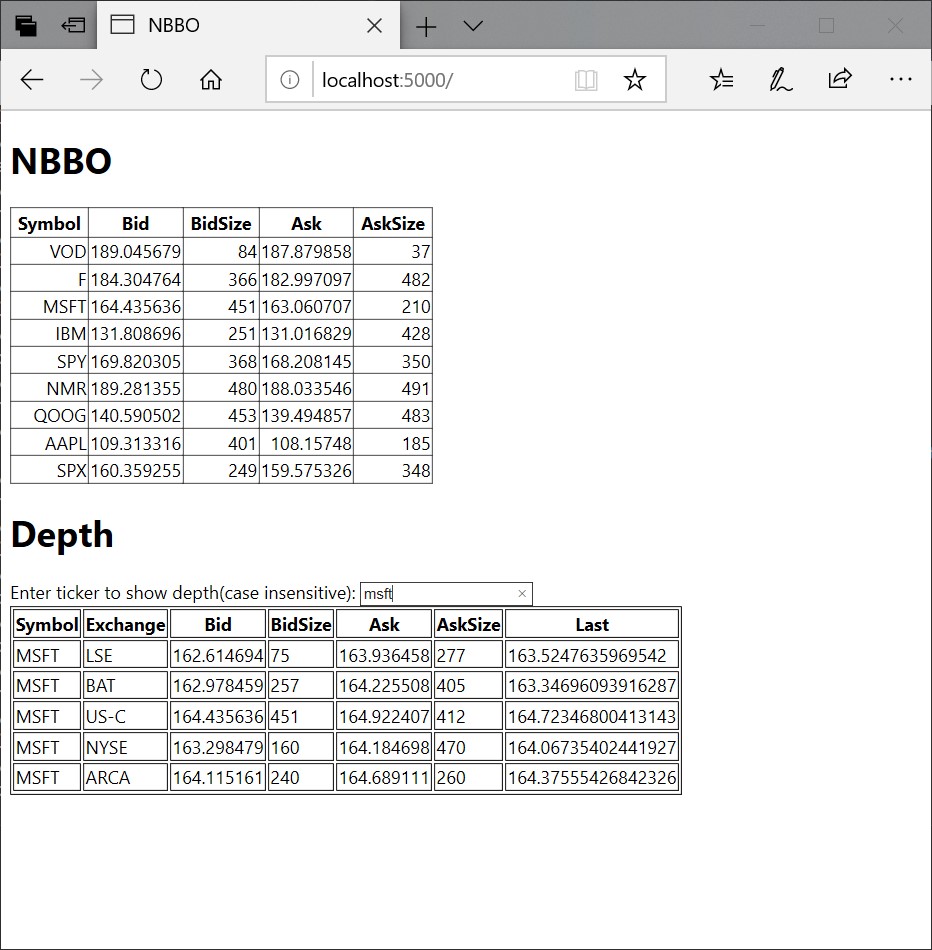 NBBO
localhost:5000/
NBBO
Symbol Bid BidSize Ask AskSize
VOD 189.045679 84 187.879858 37
F 184.304764 366 182.997097 482
MSFT 164.435636 451 163.060707 210
IBM 131.808696 251 131.016829 428
SPY 169.820305 368 168.208145 350
NMR 189.281355 480 188.033546 491
QOOG 140.590502 453 139.494857 483
AAPL 109.313316 401 108.15748 185
SPX 160.359255 249 159.575326 348
Depth
Enter ticker to show depth(case insensitive): msft
Symbol Exchange Bid BidSize Ask AskSize Last
MSFT LSE 162.614694 75 163.936458 277 163.5247635969542
MSFT BAT 162.978459 257 164.225508 405 163.34696093916287
MSFT US-C 164.435636 451 164.922407 412 164.72346800413143
MSFT NYSE 163.298479 160 164.184698 470 164.06735402441927
MSFT ARCA 164.115161 240 164.689111 260 164.37555426842326